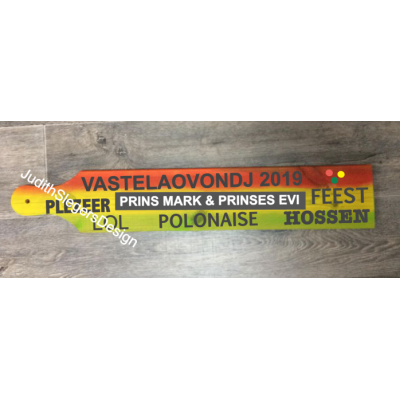 VASTELAOVONDJ 2019
PLEZEER PRINS MARK & PRINSES EVI FEEST
LOL POLONAISE HOSSEN
JudithSlegersDesign